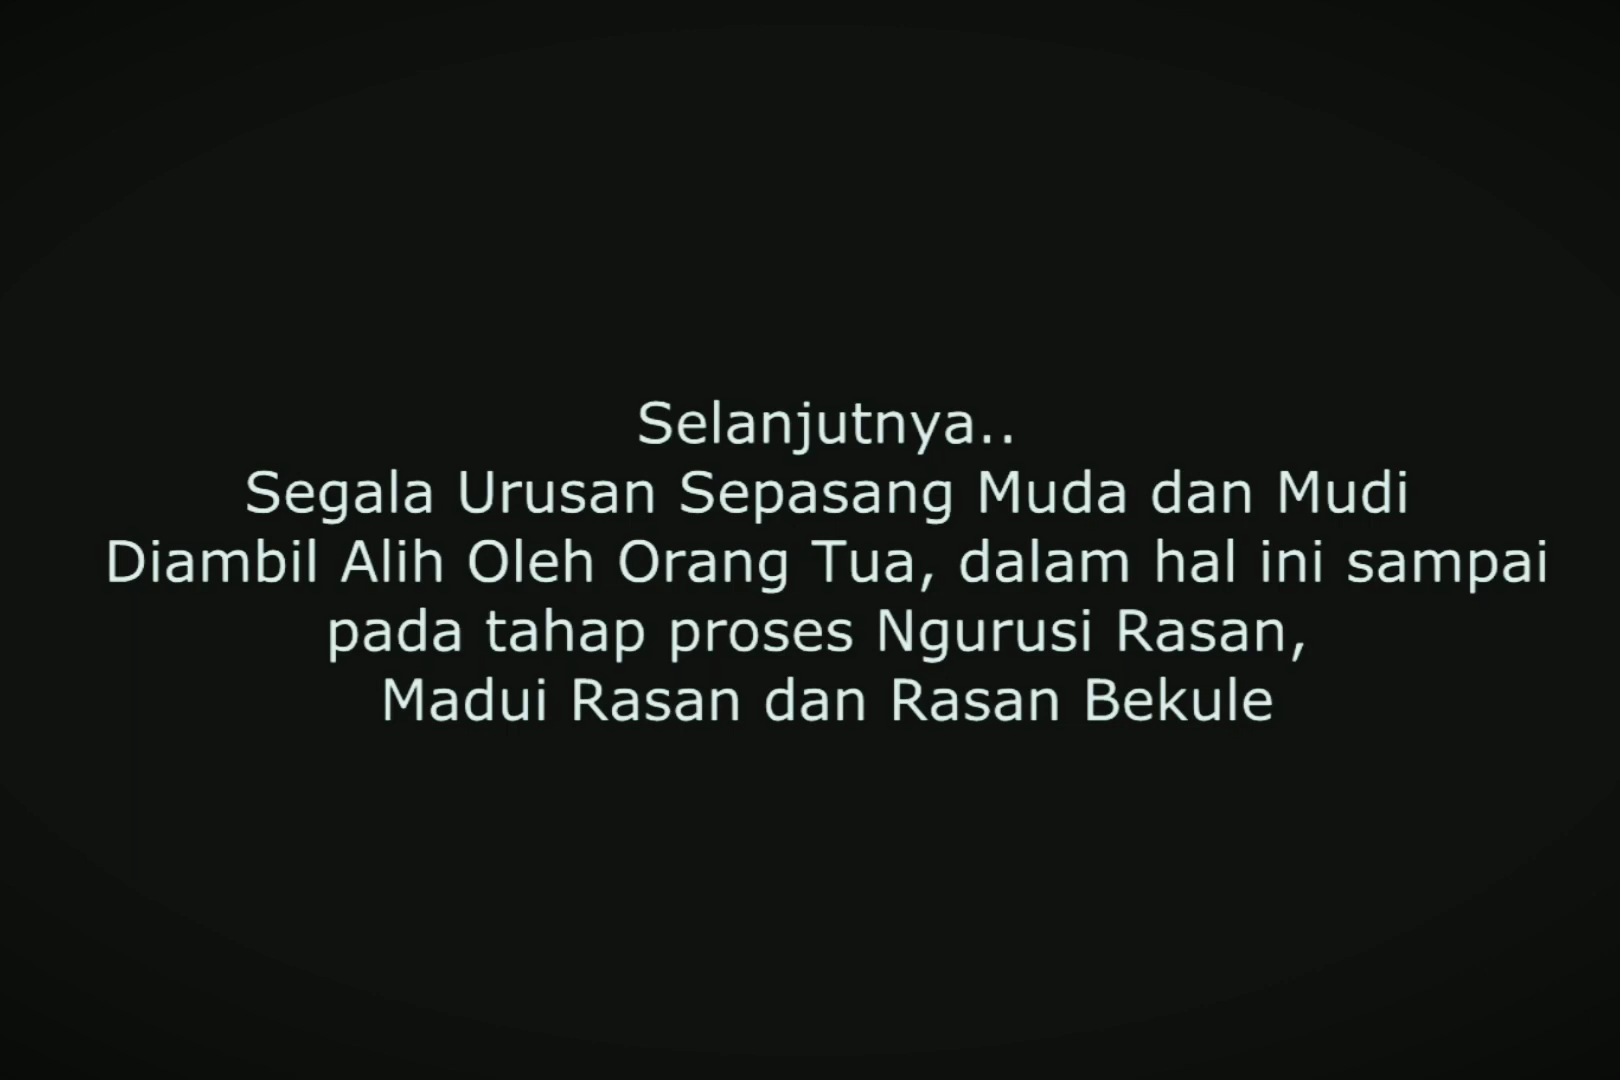 Selanjutnya..
Segala Urusan Sepasang Muda dan Mudi
Diambil Alih Oleh Orang Tua, dalam hal ini sampai
pada tahap proses Ngurusi Rasan,
Madui Rasan dan Rasan Bekule